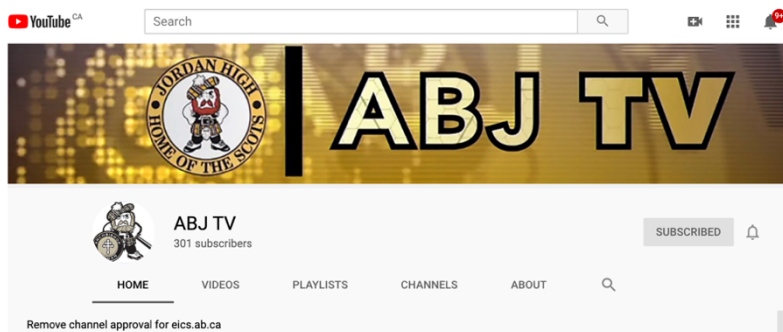 YouTube CA
Search
9+
JORDAN HIGH
HOME OF THE SCOTS
ABJ TV
ABJ TV
301 subscribers
SUBSCRIBED
HOME VIDEOS PLAYLISTS CHANNELS ABOUT
Remove channel approval for eics.ab.ca